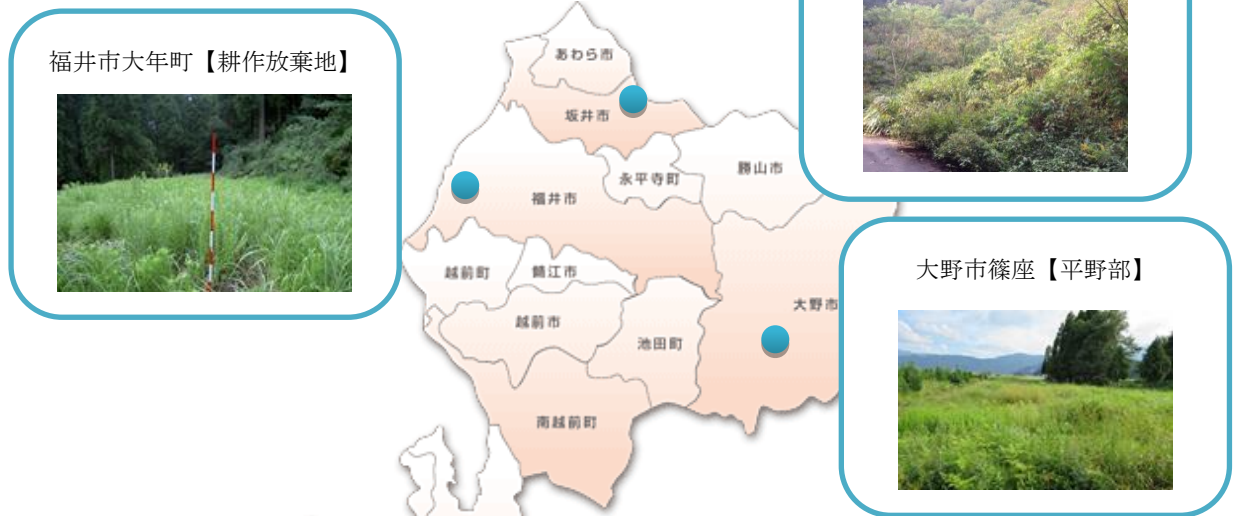 福井市大年町【耕作放棄地】
あわら市
坂井市
勝山市
永平寺町
福井市
大野市篠座【平野部】
越前町
鯖江市
大野市
越前市
池田町
南越前町